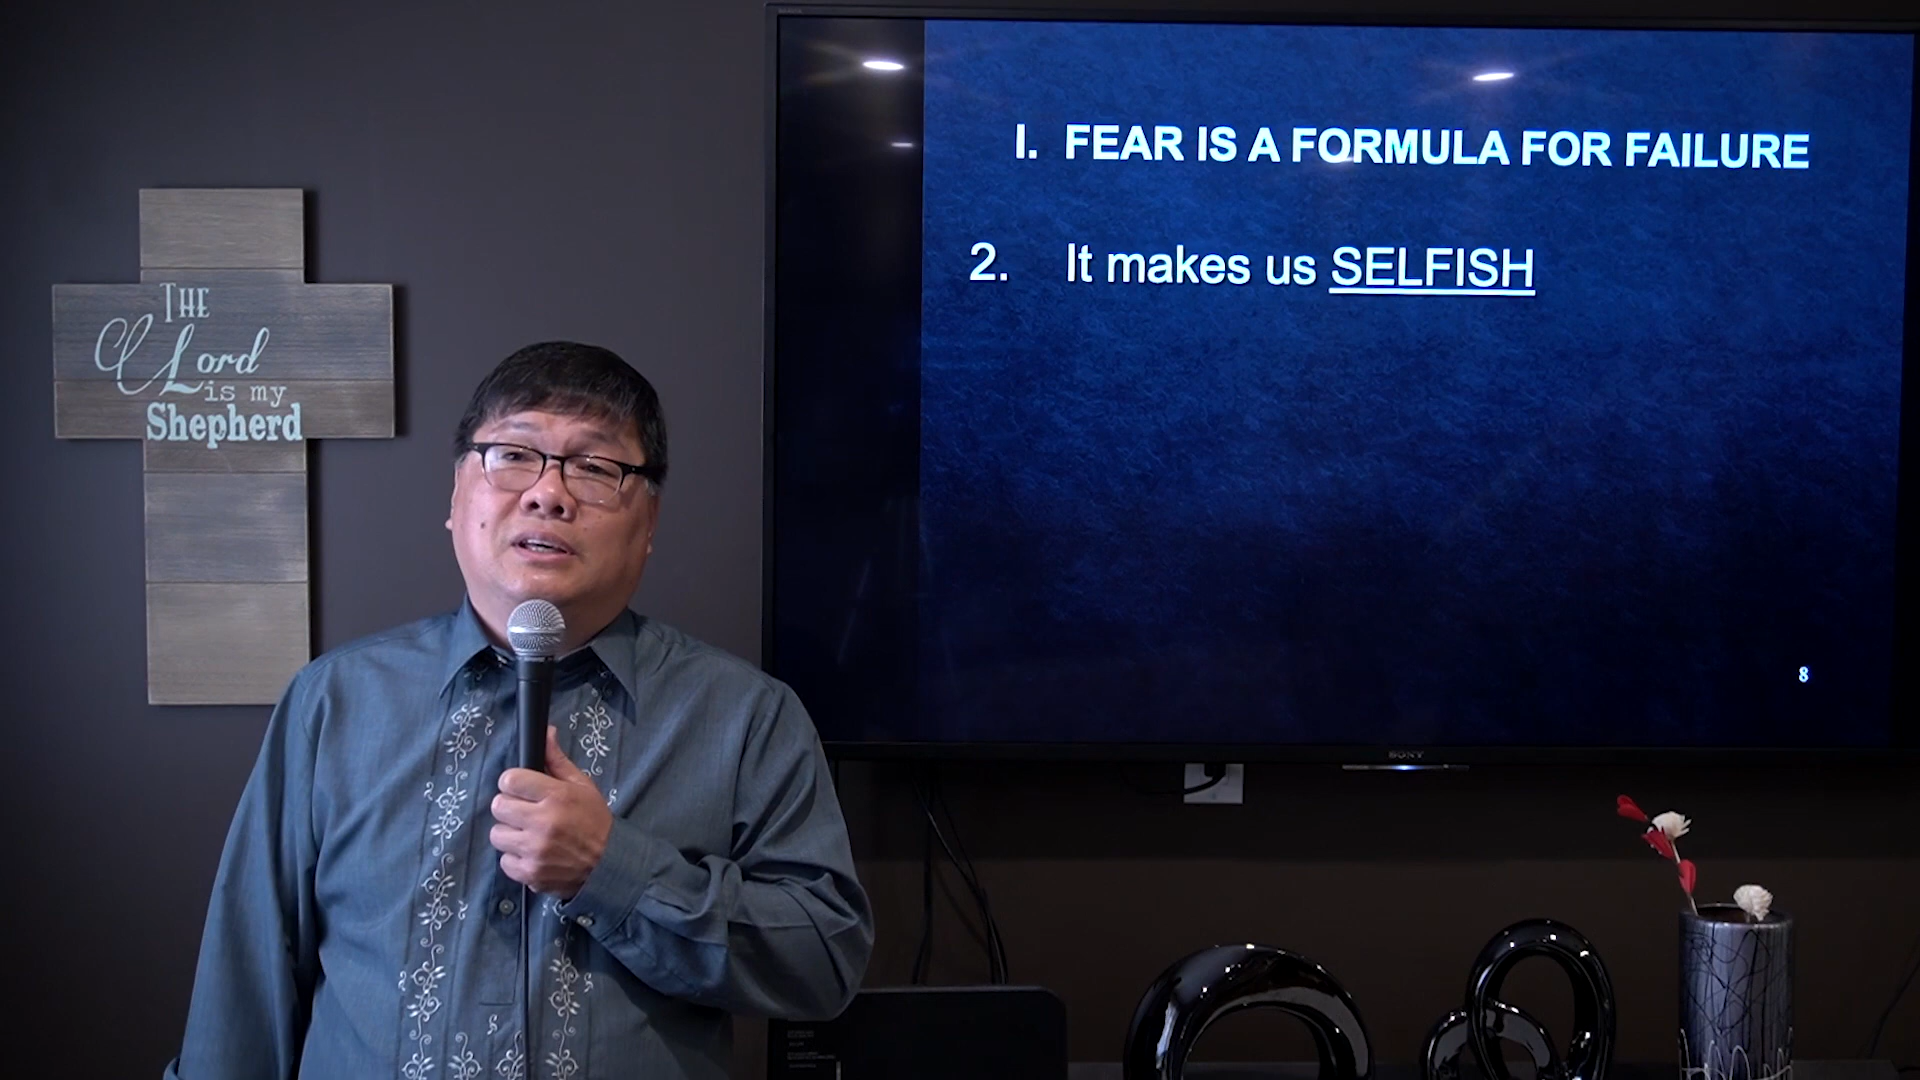 THE
Lord
is my
Shepherd
I. FEAR IS A FORMULA FOR FAILURE
2. It makes us SELFISH
8
SONY